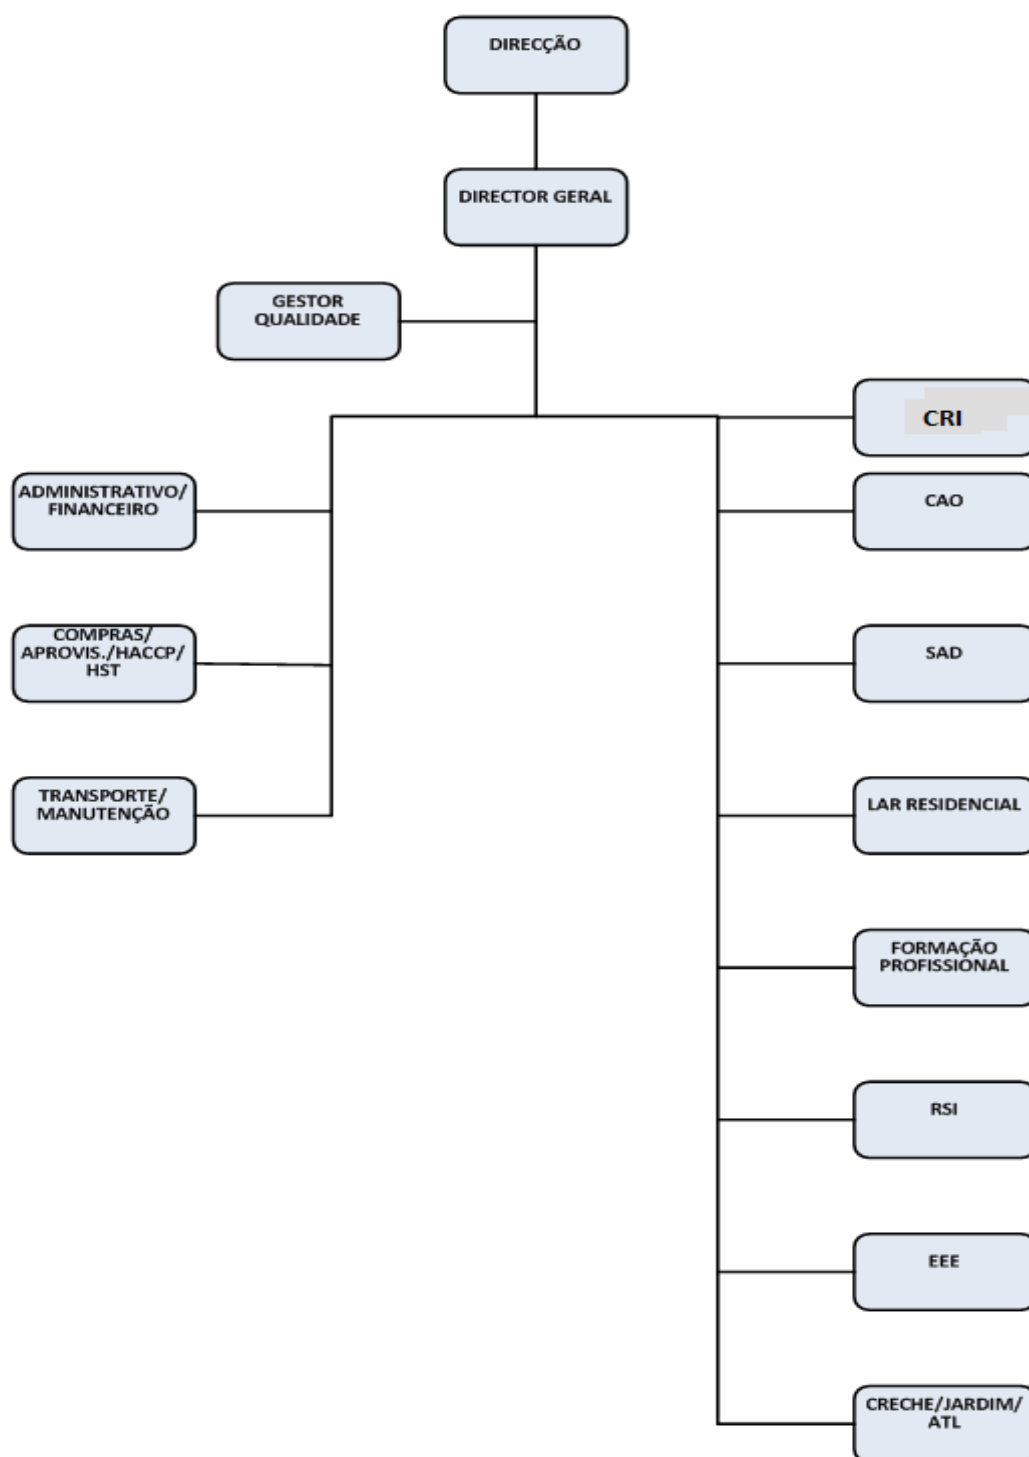 DIRECÇÃO
DIRECTOR GERAL
GESTOR
QUALIDADE
CRI
ADMINISTRATIVO/
FINANCEIRO
CAO
COMPRAS/
APROVIS./HACCP/
HST
SAD
TRANSPORTE/
MANUTENÇÃO
LAR RESIDENCIAL
FORMAÇÃO
PROFISSIONAL
RSI
EEE
CRECHE/JARDIM/
ATL